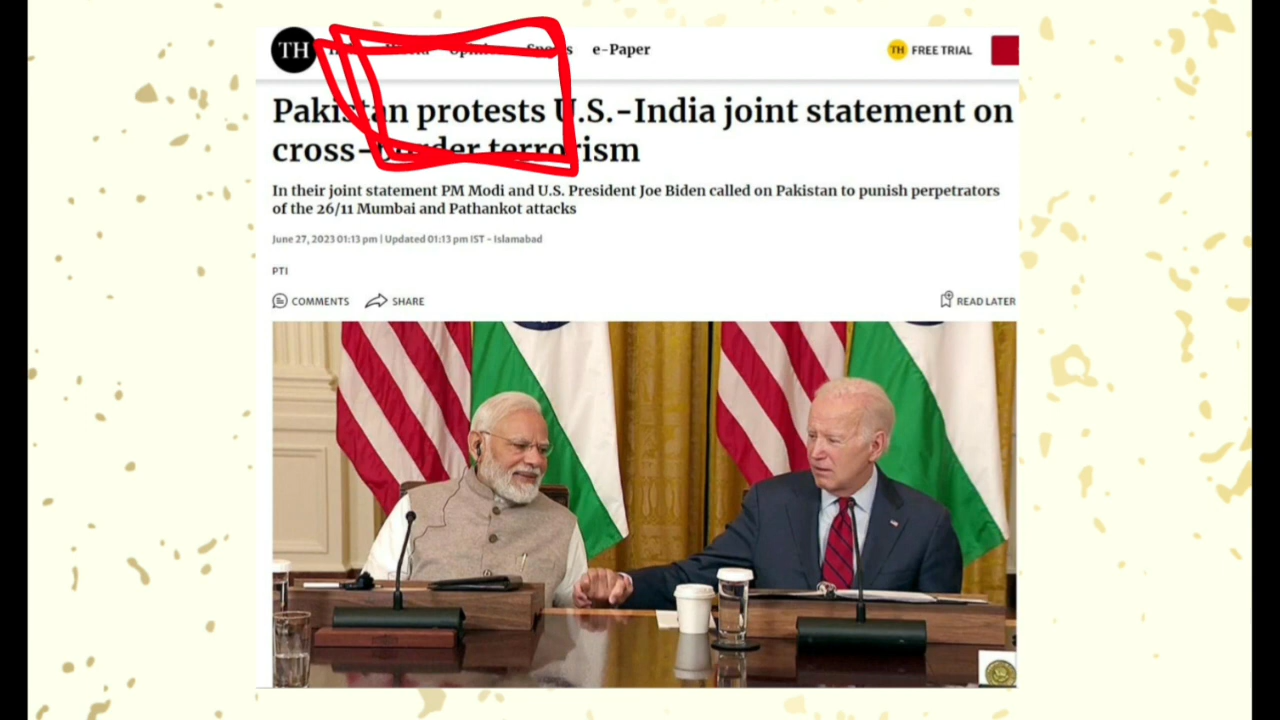 TH
e-Paper
TH FREE TRIAL
Pakistan protests U.S.-India joint statement on
cross-border terrorism
In their joint statement PM Modi and U.S. President Joe Biden called on Pakistan to punish perpetrators
of the 26/11 Mumbai and Pathankot attacks
June 27, 2023 01:13 pm | Updated 01:13 pm IST - Islamabad
PTI
COMMENTS SHARE READ LATER